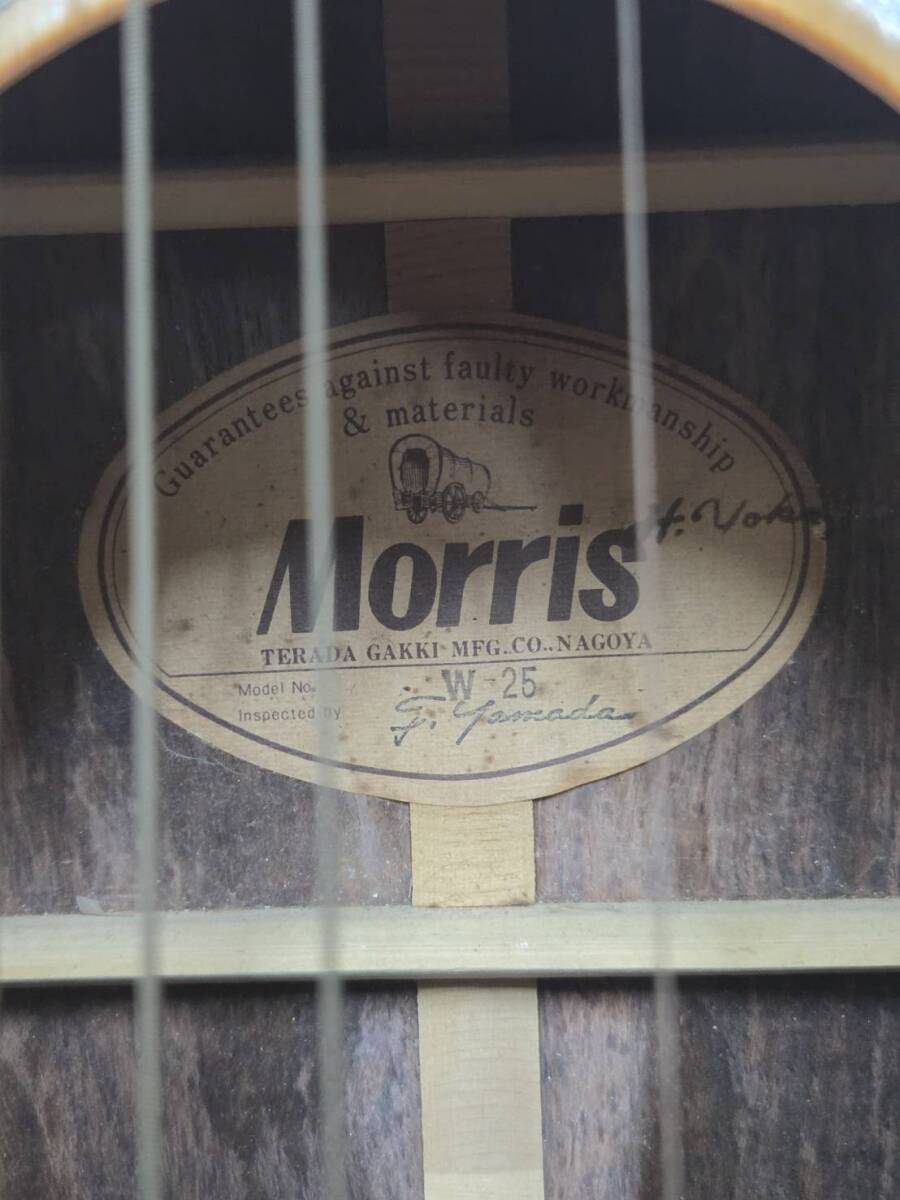 Guarantees against faulty workmanship
& materials
Morris
TERADA GAKKI MFG..CO..NAGOYA
Model No. W-25
Inspected by F. Yamada